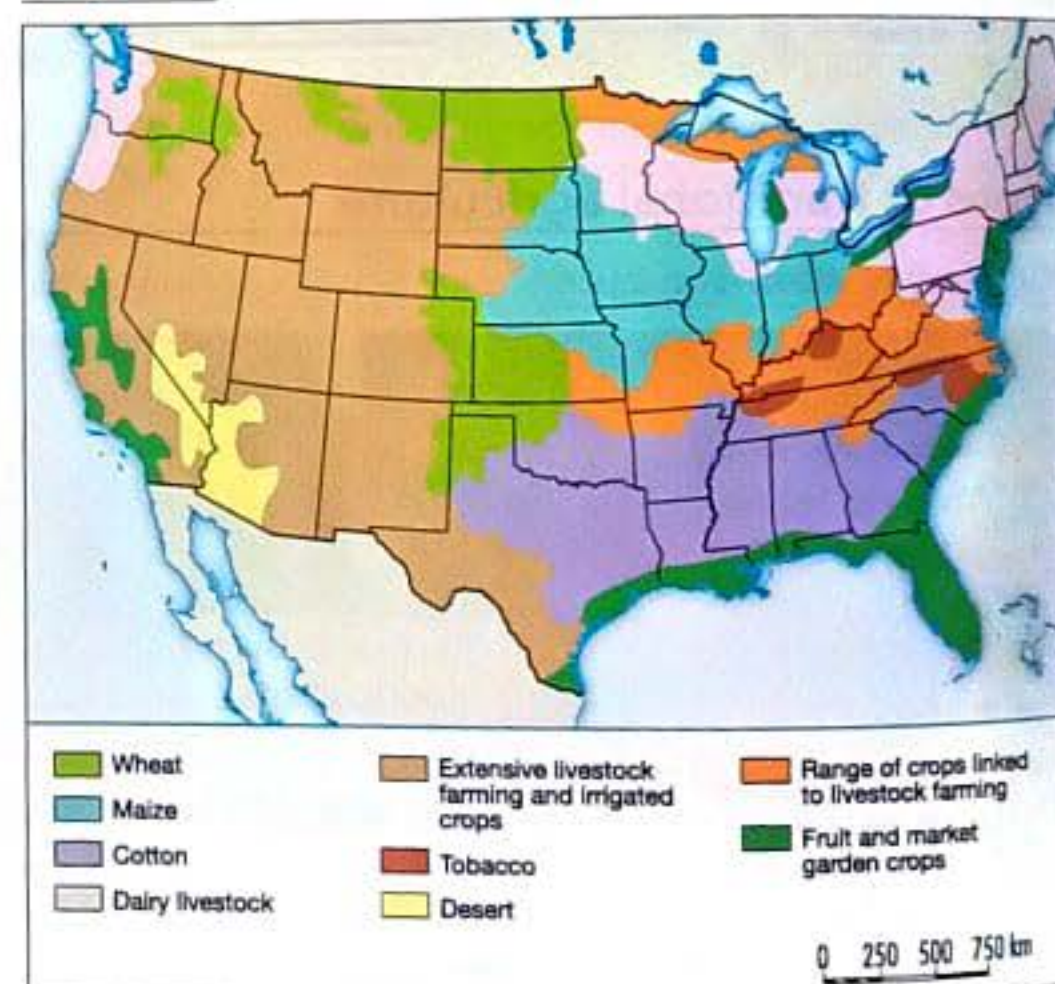 Wheat
Maize
Cotton
Dairy livestock
Extensive livestock
farming and irrigated
crops
Tobacco
Desert
Range of crops linked
to livestock farming
Fruit and market
garden crops
0 250 500 750 km